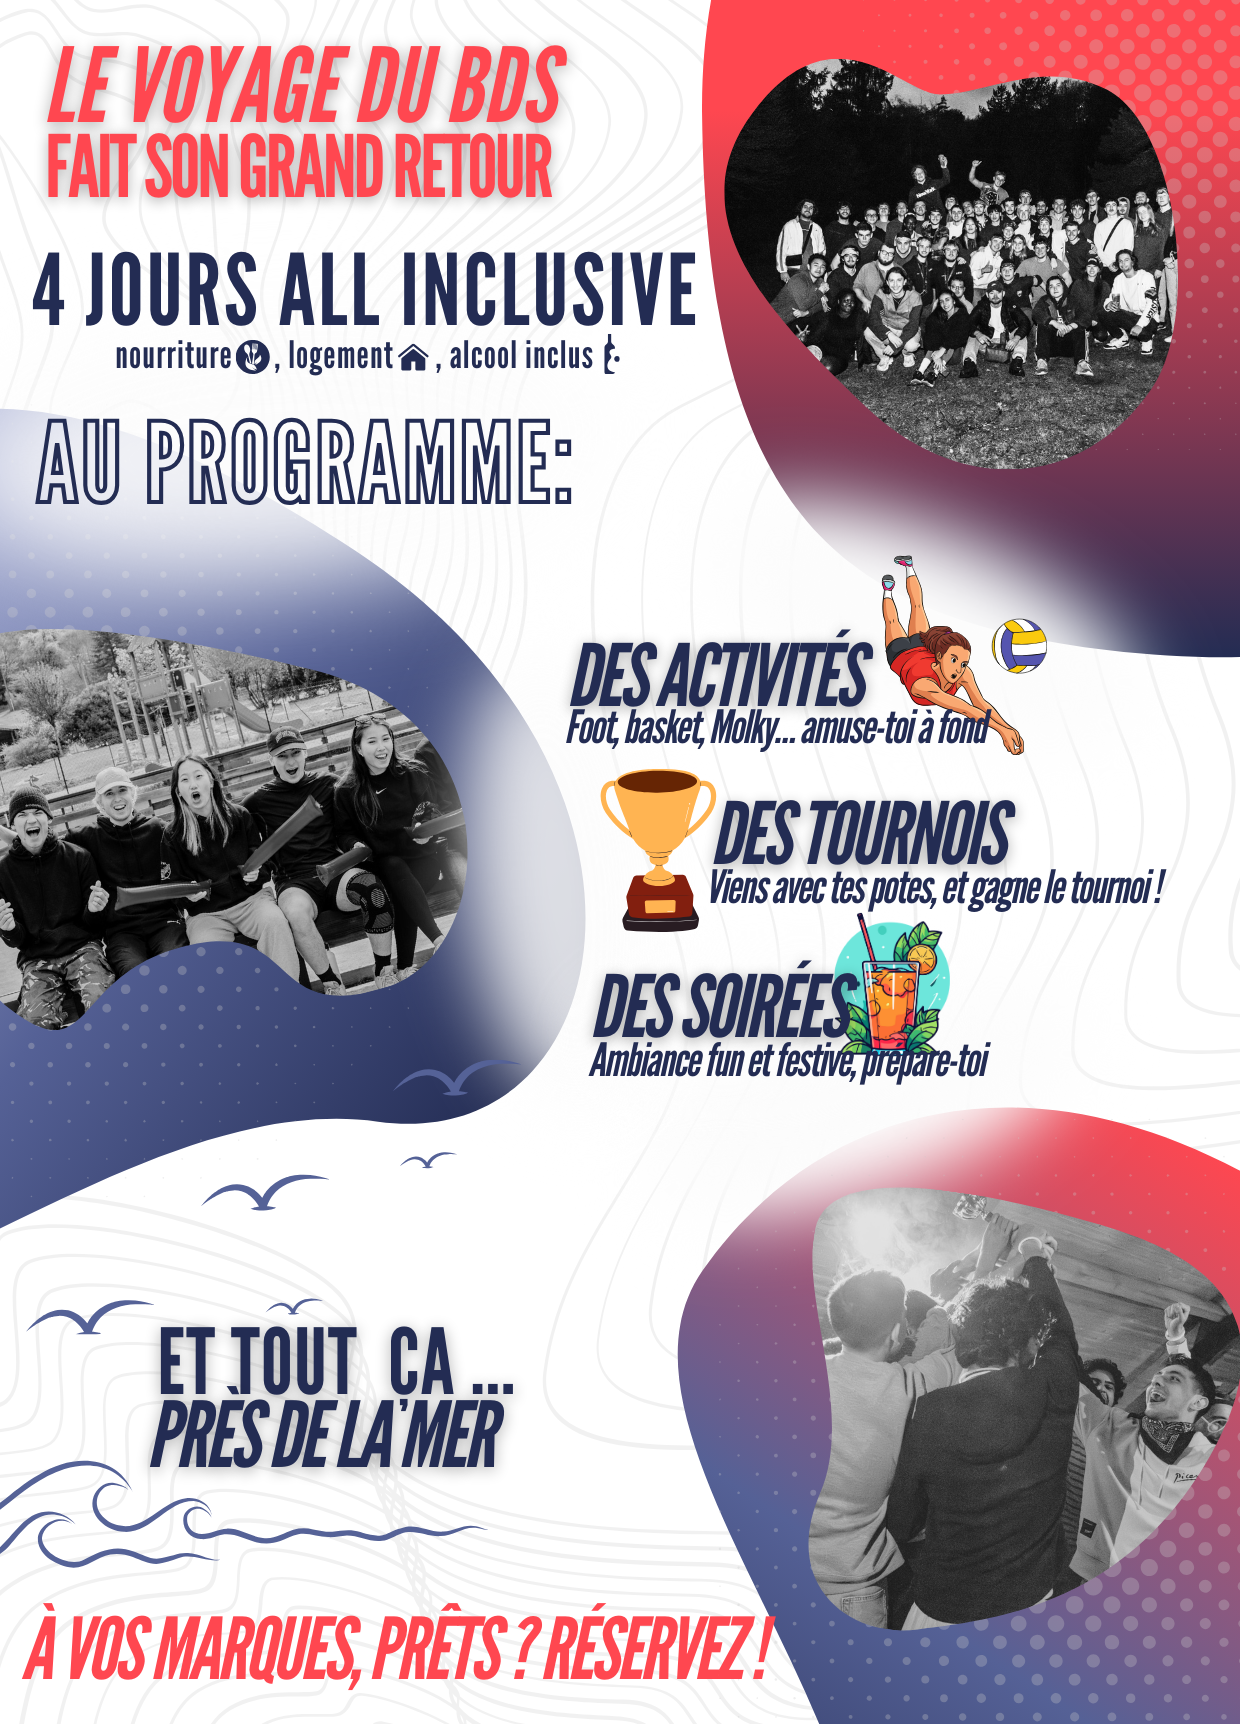 LE VOYAGE DU BDS
FAIT SON GRAND RETOUR
4 JOURS ALL INCLUSIVE
nourriture , logement , alcool inclus
AU PROGRAMME:
DES ACTIVITÉS
Foot, basket, Molky... amuse-toi à fond
DES TOURNOIS
Viens avec tes potes, et gagne le tournoi !
DES SOIRÉES
Ambiance fun et festive, prépare-toi
ET TOUT ÇA ...
PRÈS DE LA MER
À VOS MARQUES, PRÊTS ? RÉSERVEZ !